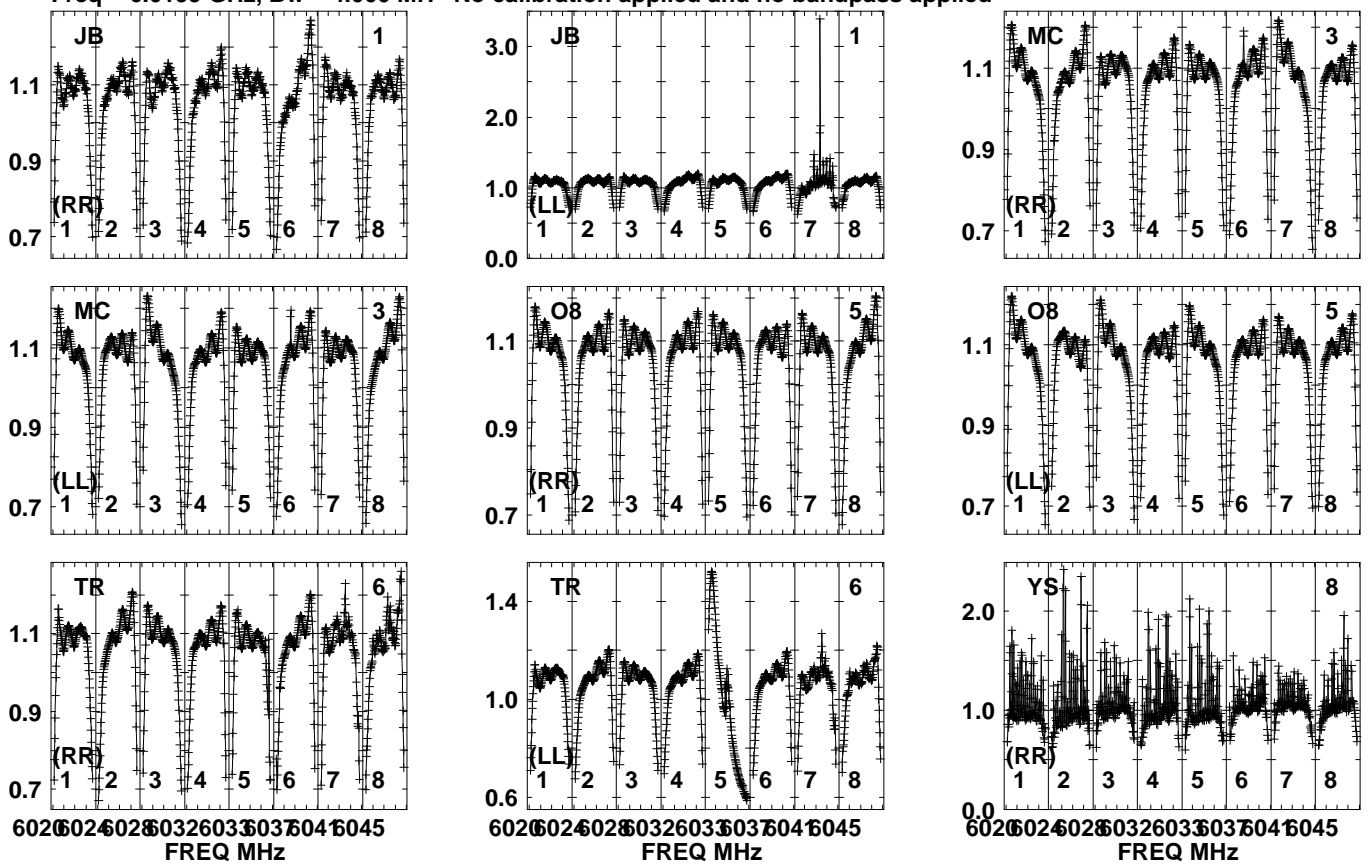 No calibration applied and no bandpass applied
JB 1
1.1
0.9
0.7
(RR)
1 2 3 4 5 6 7 8
JB 1
3.0
2.0
1.0
0.0
(LL)
1 2 3 4 5 6 7 8
MC 3
1.1
0.9
0.7
(RR)
1 2 3 4 5 6 7 8
MC 3
1.1
0.9
0.7
(LL)
1 2 3 4 5 6 7 8
O8 5
1.1
0.9
0.7
(RR)
1 2 3 4 5 6 7 8
O8 5
1.1
0.9
0.7
(LL)
1 2 3 4 5 6 7 8
TR 6
1.1
0.9
0.7
(RR)
1 2 3 4 5 6 7 8
6020 6024 6028 6032 6033 6037 6041 6045
FREQ MHz
TR 6
1.4
1.0
0.6
(LL)
1 2 3 4 5 6 7 8
6020 6024 6028 6032 6033 6037 6041 6045
FREQ MHz
YS 8
2.0
1.0
0.0
(RR)
1 2 3 4 5 6 7 8
6020 6024 6028 6032 6033 6037 6041 6045
FREQ MHz